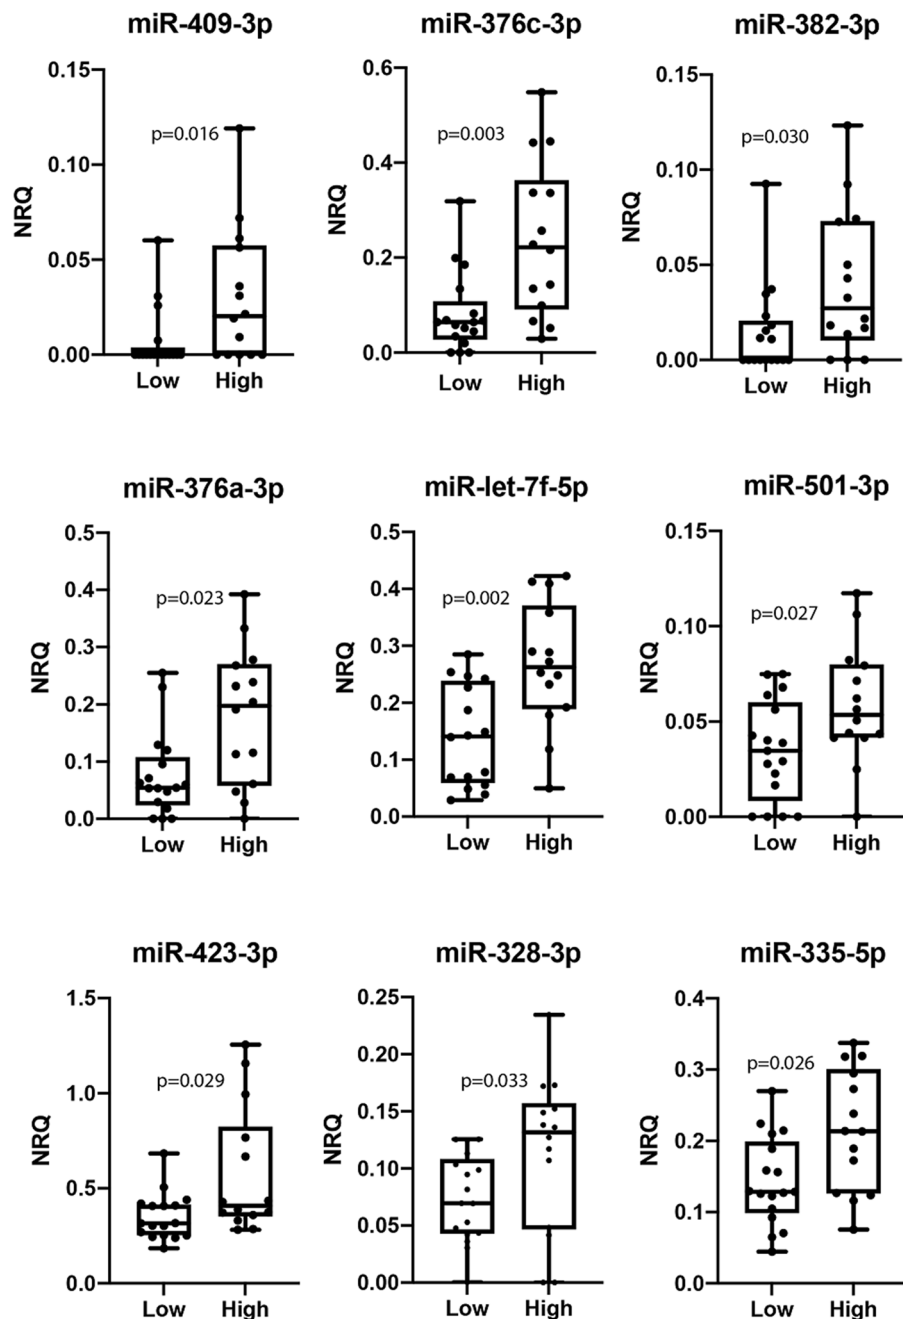 miR-409-3p
0.15
0.10
0.05
0.00
NRQ
p=0.016
Low High
miR-376c-3p
0.6
0.4
0.2
0.0
NRQ
p=0.003
Low High
miR-382-3p
0.15
0.10
0.05
0.00
NRQ
p=0.030
Low High
miR-376a-3p
0.5
0.4
0.3
0.2
0.1
0.0
NRQ
p=0.023
Low High
miR-let-7f-5p
0.5
0.4
0.3
0.2
0.1
0.0
NRQ
p=0.002
Low High
miR-501-3p
0.15
0.10
0.05
0.00
NRQ
p=0.027
Low High
miR-423-3p
1.5
1.0
0.5
0.0
NRQ
p=0.029
Low High
miR-328-3p
0.25
0.20
0.15
0.10
0.05
0.00
NRQ
p=0.033
Low High
miR-335-5p
0.4
0.3
0.2
0.1
0.0
NRQ
p=0.026
Low High